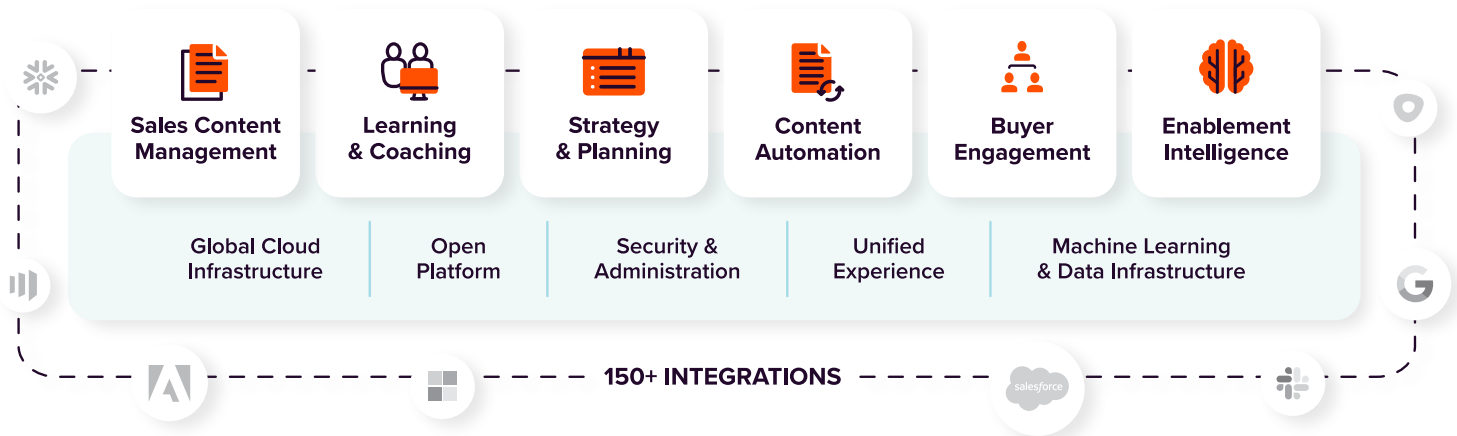 Sales Content
Management
Learning
& Coaching
Strategy
& Planning
Content
Automation
Buyer
Engagement
Enablement
Intelligence
Global Cloud
Infrastructure
Open
Platform
Security &
Administration
Unified
Experience
Machine Learning
& Data Infrastructure
150+ INTEGRATIONS
salesforce